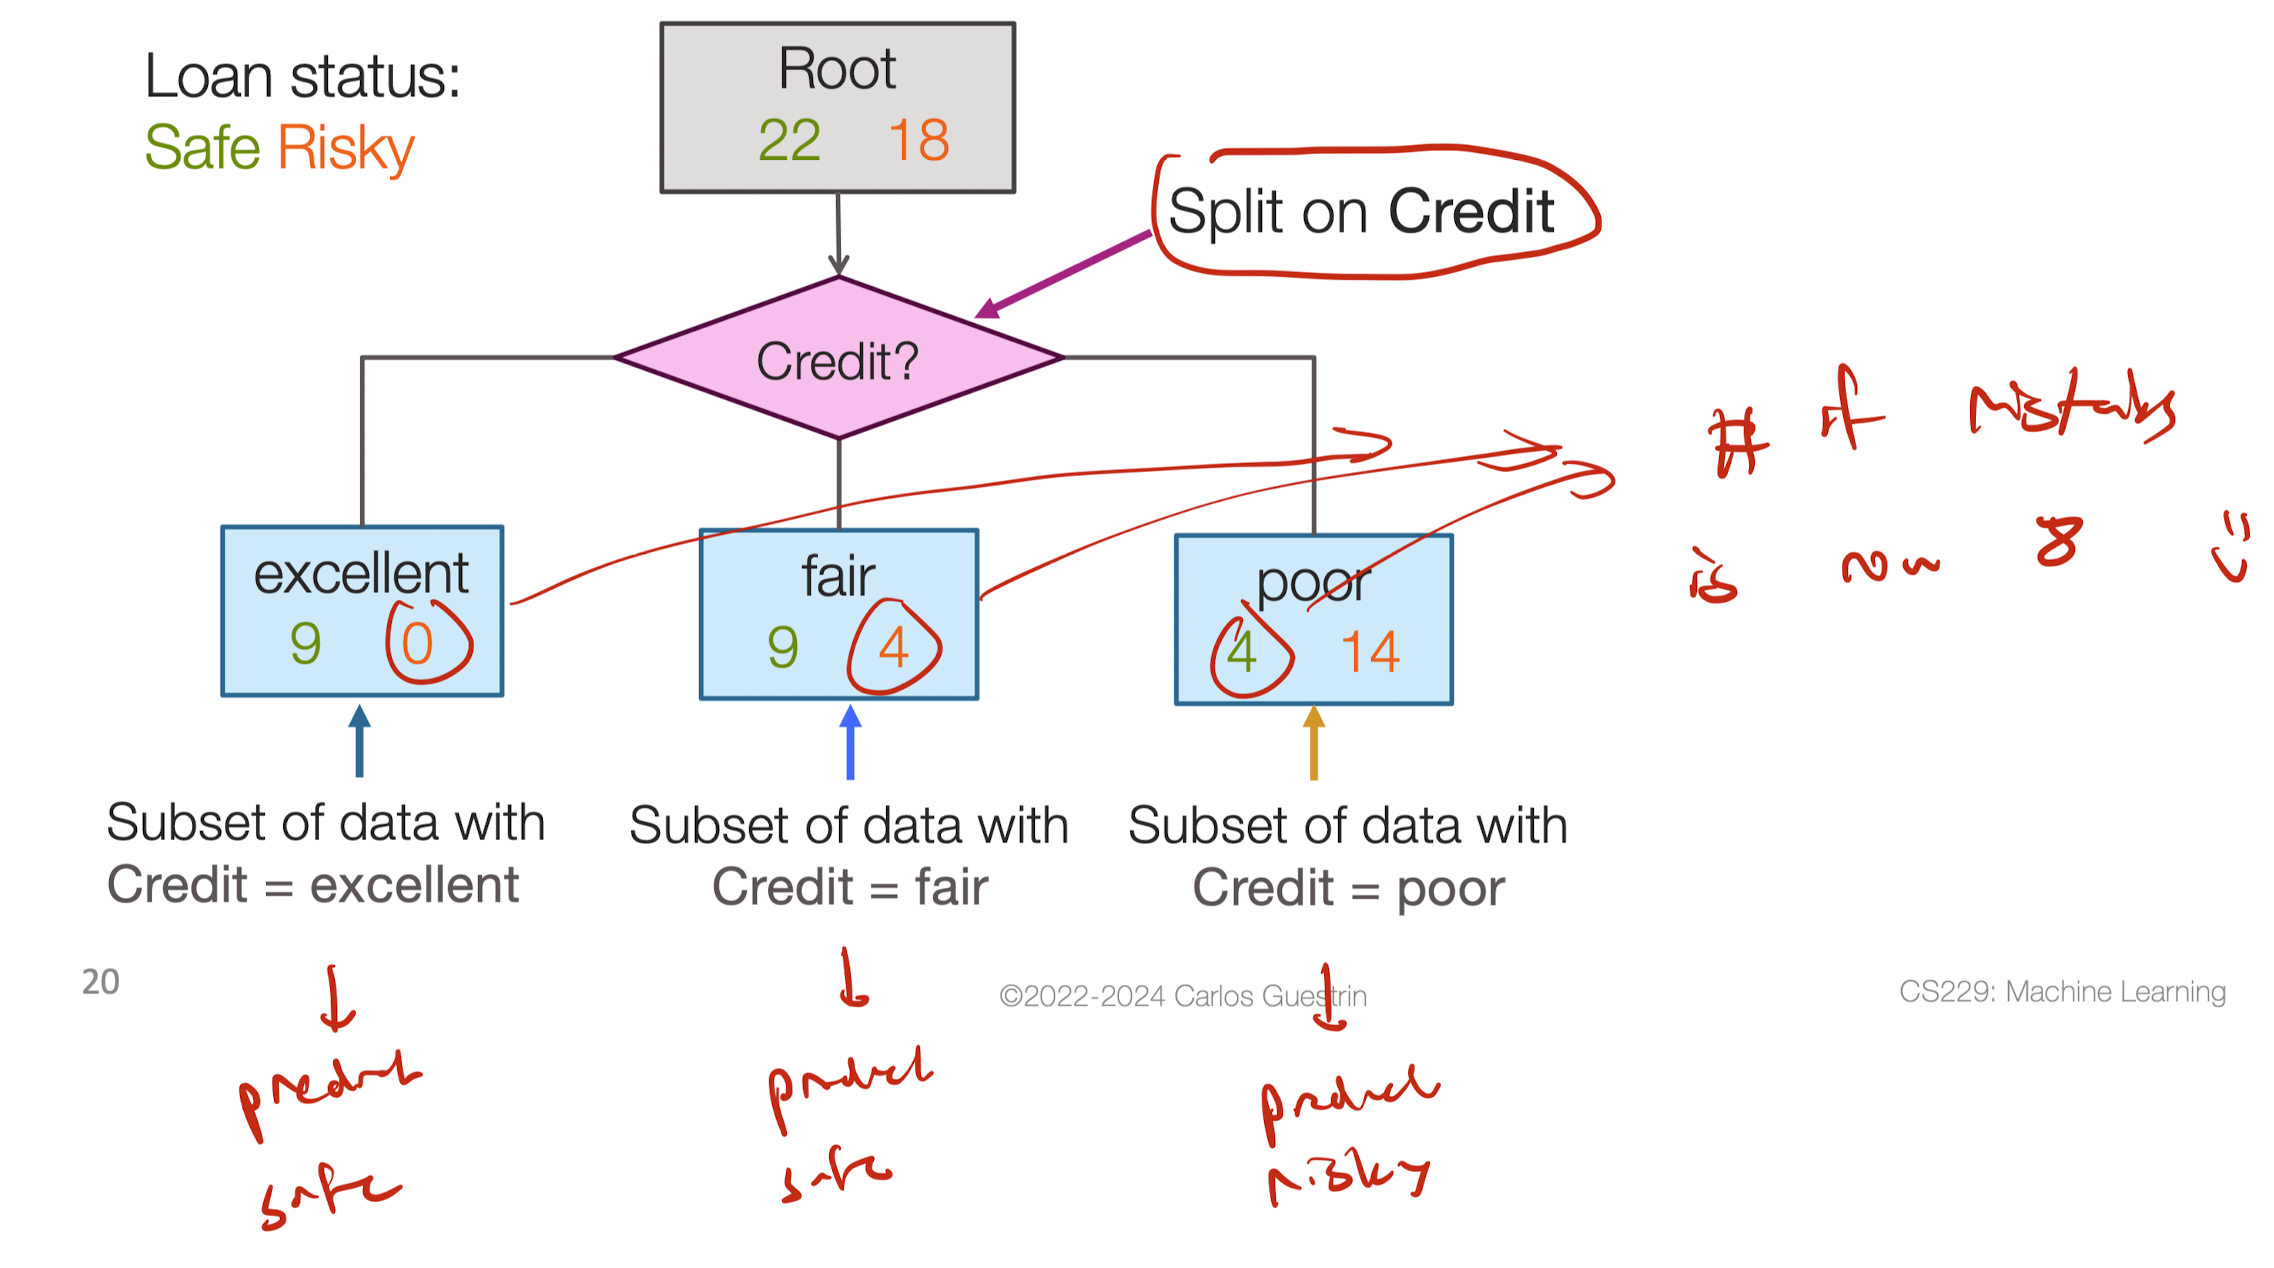 Loan status:
Safe Risky
Root
22 18
Split on Credit
Credit?
# of mistakes
is now 8
excellent
9 0
fair
9 4
poor
4 14
Subset of data with
Credit = excellent
Subset of data with
Credit = fair
Subset of data with
Credit = poor
20
©2022-2024 Carlos Guestrin
CS229: Machine Learning
predict
safe
predict
safe
predict
risky